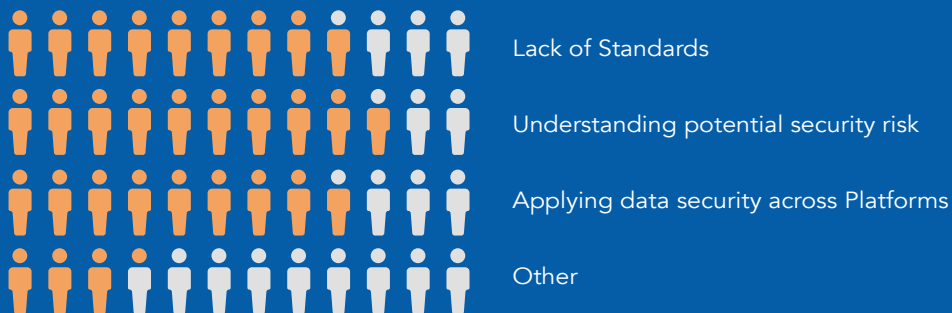 Lack of Standards
Understanding potential security risk
Applying data security across Platforms
Other